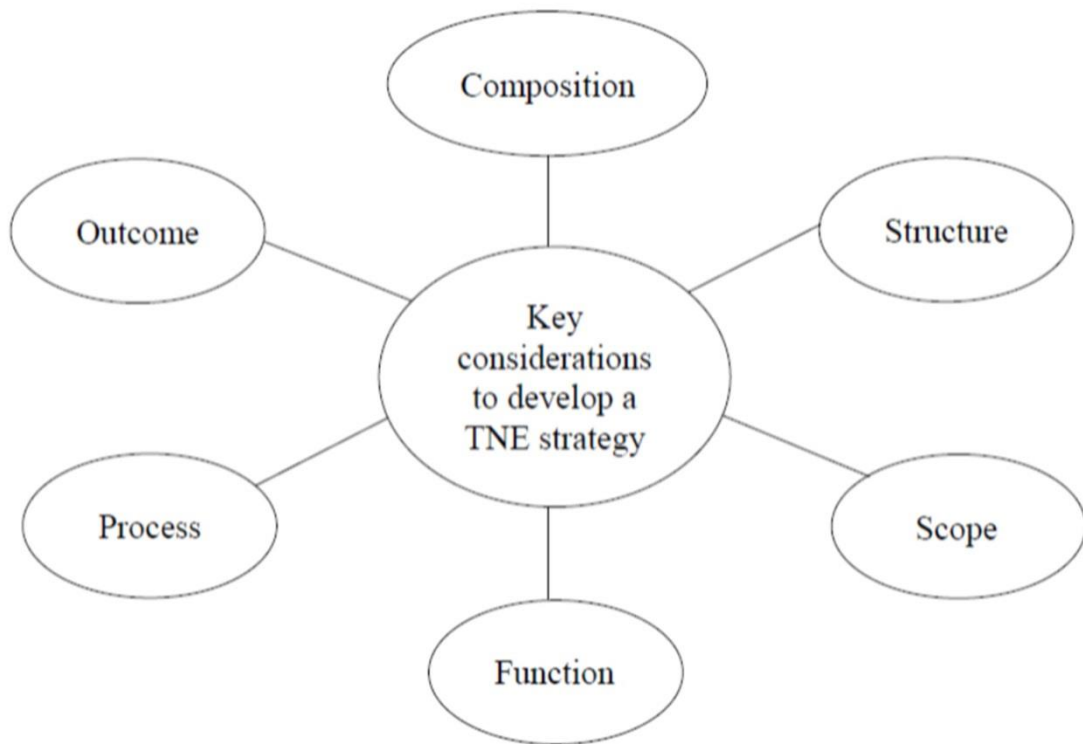 Composition
Outcome
Structure
Key
considerations
to develop a
TNE strategy
Process
Scope
Function